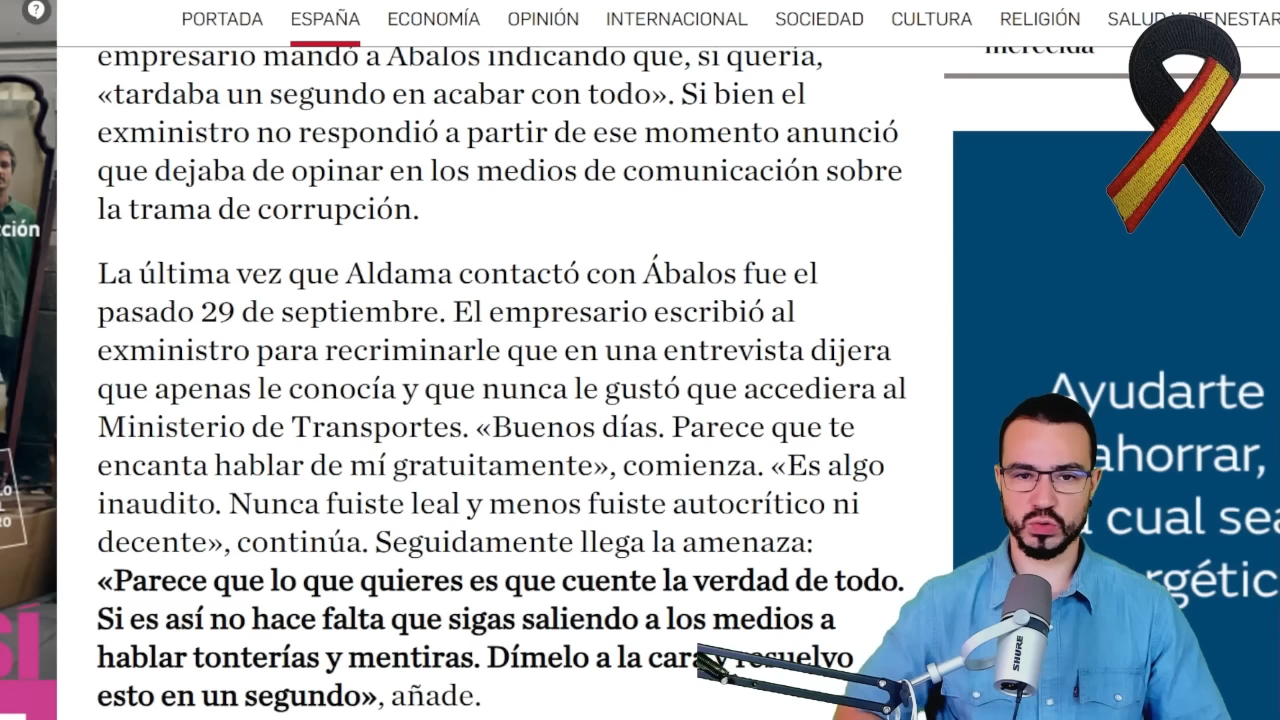 PORTADA ESPAÑA ECONOMÍA OPINIÓN INTERNACIONAL SOCIEDAD CULTURA RELIGIÓN SALUD Y BIENESTAR
empresario mandó a Ábalos indicando que, si quería,
«tardaba un segundo en acabar con todo». Si bien el
exministro no respondió a partir de ese momento anunció
que dejaba de opinar en los medios de comunicación sobre
la trama de corrupción.
La última vez que Aldama contactó con Ábalos fue el
pasado 29 de septiembre. El empresario escribió al
exministro para recriminarle que en una entrevista dijera
que apenas le conocía y que nunca le gustó que accediera al
Ministerio de Transportes. «Buenos días. Parece que te
encanta hablar de mí gratuitamente», comienza. «Es algo
inaudito. Nunca fuiste leal y menos fuiste autocrítico ni
decente», continúa. Seguidamente llega la amenaza:
«Parece que lo que quieres es que cuente la verdad de todo.
Si es así no hace falta que sigas saliendo a los medios a
hablar tonterías y mentiras. Dímelo a la cara y resuelvo
esto en un segundo», añade.
merecida
Ayudarte
ahorrar,
cual sea
rgétic
ción
SÍ
SHURE